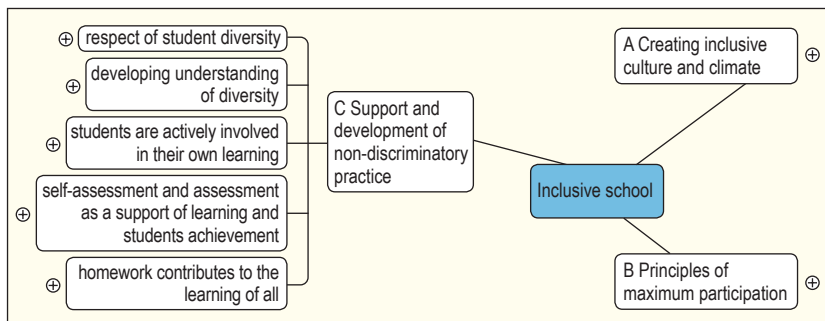 respect of student diversity
developing understanding
of diversity
students are actively involved
in their own learning
self-assessment and assessment
as a support of learning and
students achievement
homework contributes to the
learning of all
C Support and
development of
non-discriminatory
practice
Inclusive school
A Creating inclusive
culture and climate
B Principles of
maximum participation